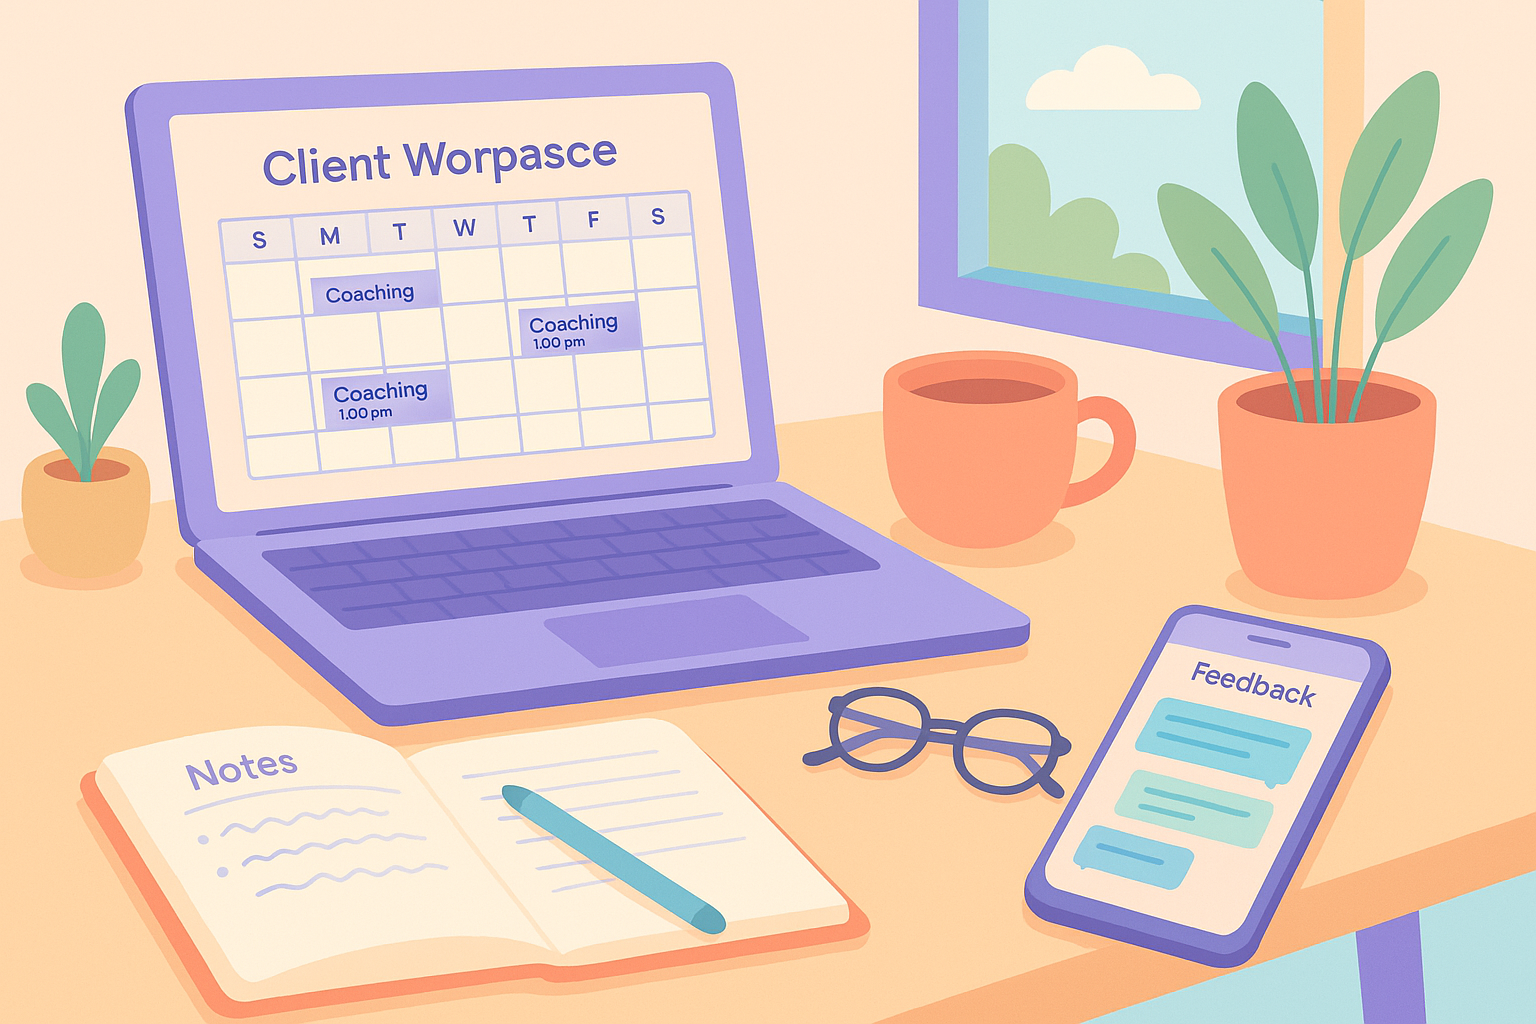 Client Worpasce
S M T W T F S
Coaching
Coaching
1.00 pm
Coaching
1.00 pm
Notes
Feedback